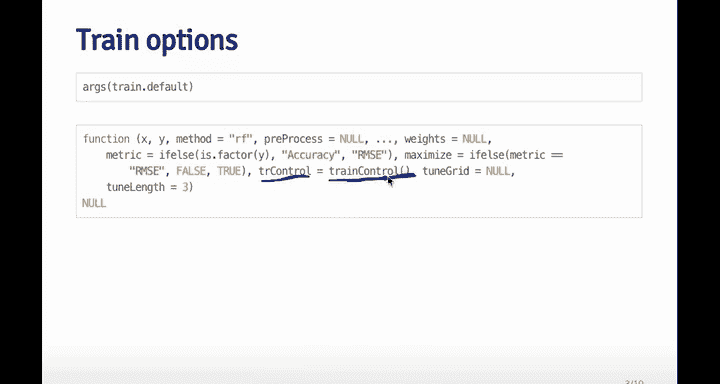 Train options
args(train.default)
function (x, y, method = "rf", preProcess = NULL, ..., weights = NULL,
metric = ifelse(is.factor(y), "Accuracy", "RMSE"), maximize = ifelse(metric ==
"RMSE", FALSE, TRUE), trControl = trainControl(), tuneGrid = NULL,
tuneLength = 3)
NULL